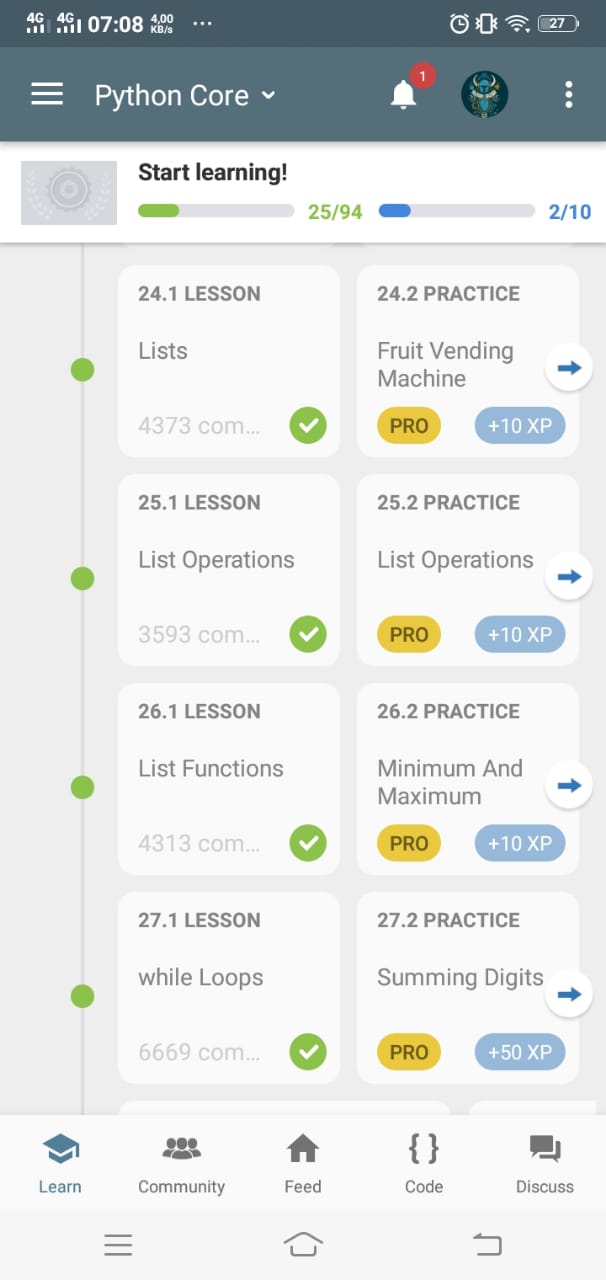 4G 4G 07:08 4,00 KB/s ... 27
Python Core 1
Start learning!
25/94 2/10
24.1 LESSON
Lists
4373 com...
24.2 PRACTICE
Fruit Vending
Machine
PRO +10 XP
25.1 LESSON
List Operations
3593 com...
25.2 PRACTICE
List Operations
PRO +10 XP
26.1 LESSON
List Functions
4313 com...
26.2 PRACTICE
Minimum And
Maximum
PRO +10 XP
27.1 LESSON
while Loops
6669 com...
27.2 PRACTICE
Summing Digits
PRO +50 XP
Learn Community Feed Code Discuss